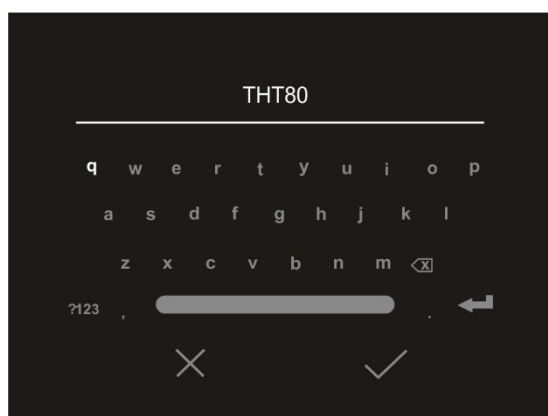 THT80
q w e r t y u i o p
a s d f g h j k l
z x c v b n m
?123 , .